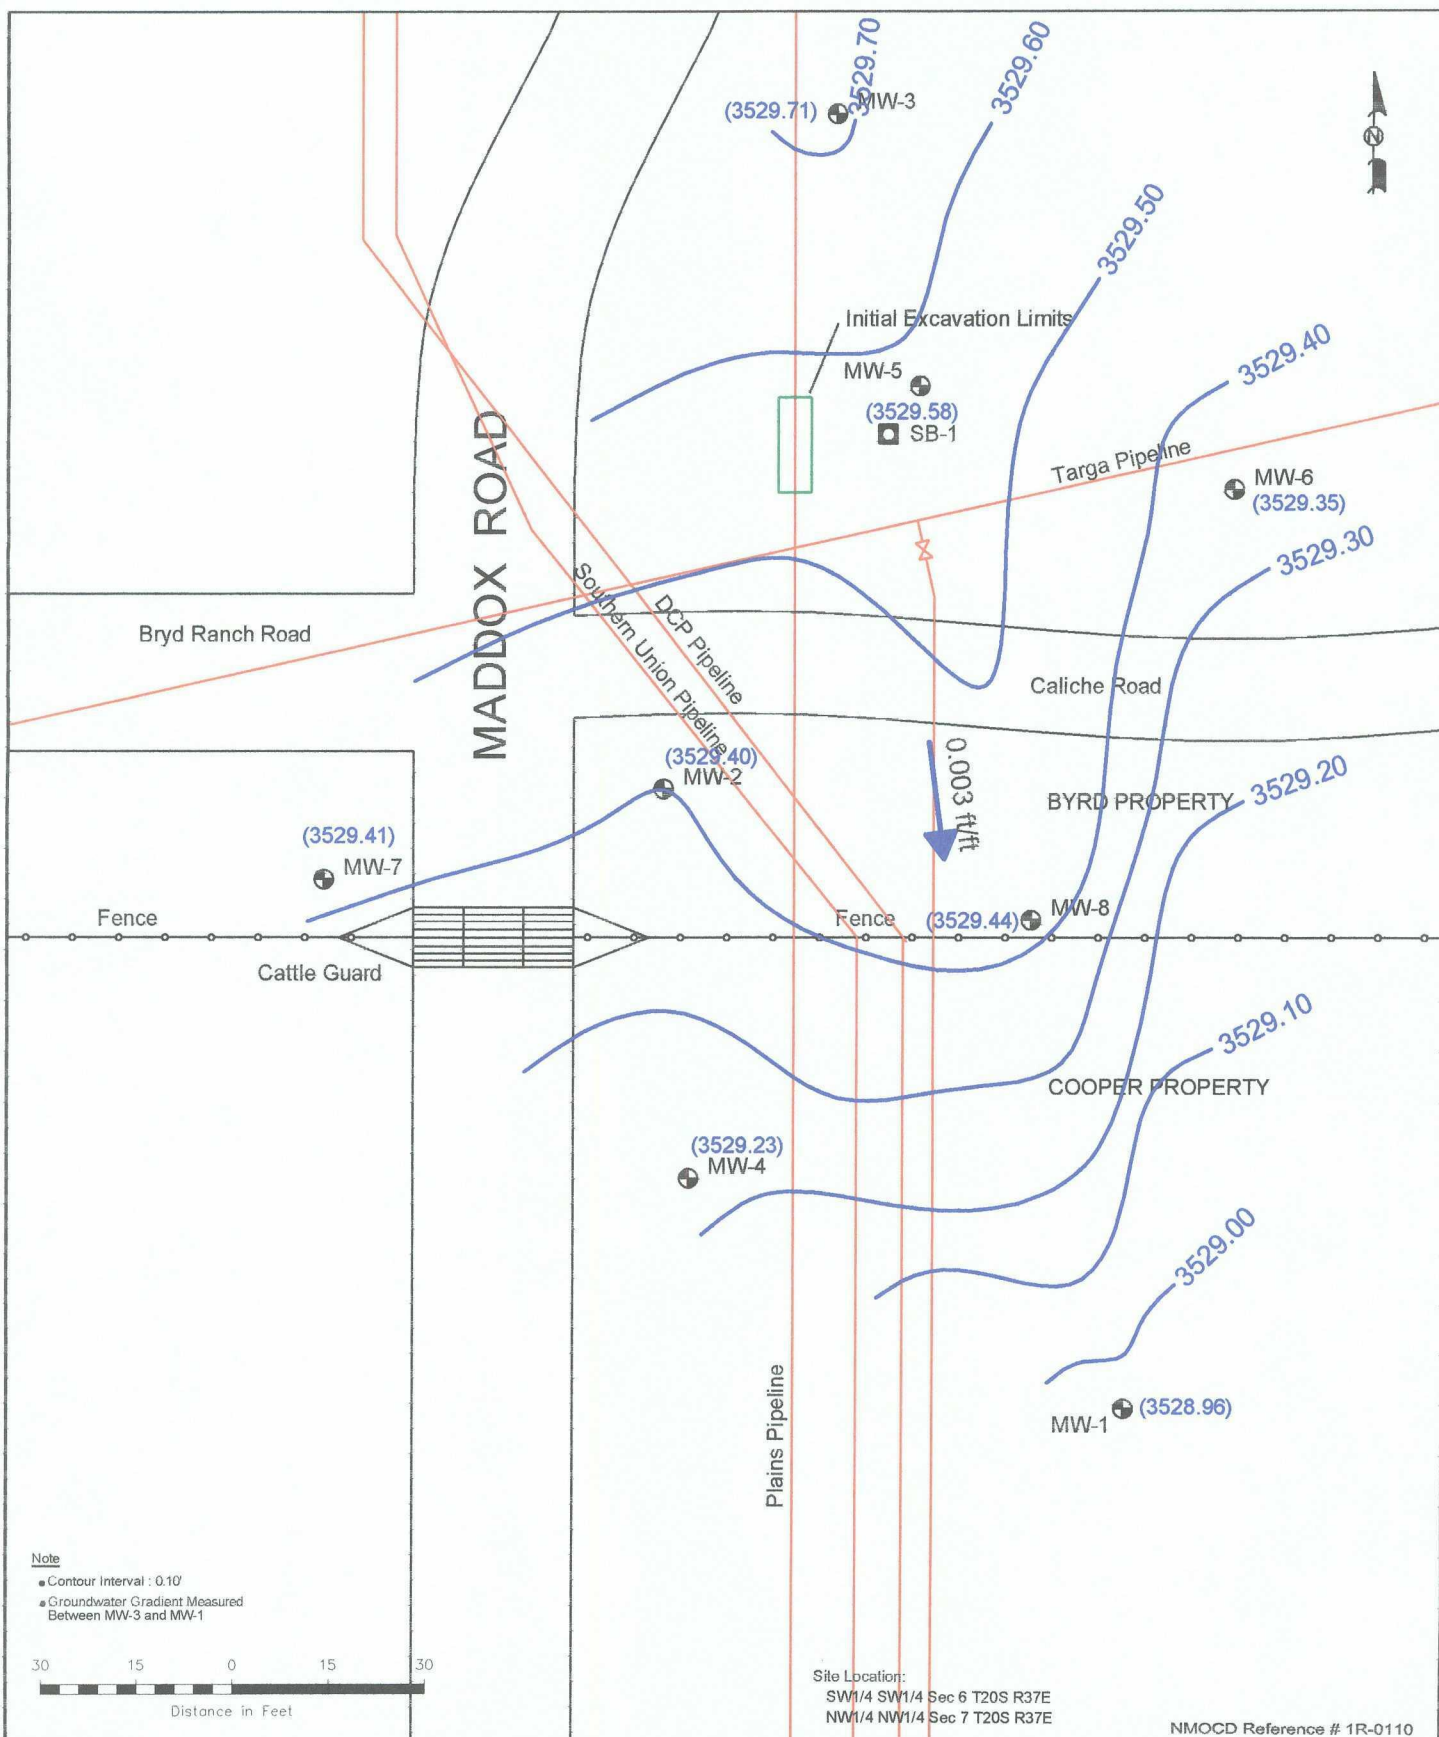 3529.70
3529.60
(3529.71)
MW-3
N
3529.50
Initial Excavation Limits
3529.40
MW-5
(3529.58)
SB-1
MADDOX ROAD
Targa Pipeline
MW-6
(3529.35)
3529.30
Southern Union Pipeline
DCP Pipeline
Bryd Ranch Road
Caliche Road
(3529.40)
MW-2
0.003 ft/ft
3529.20
BYRD PROPERTY
(3529.41)
MW-7
Fence
Fence
(3529.44)
MW-8
Cattle Guard
3529.10
COOPER PROPERTY
(3529.23)
MW-4
3529.00
Plains Pipeline
MW-1
(3528.96)
Note
Contour Interval : 0.10'
Groundwater Gradient Measured
Between MW-3 and MW-1
30 15 0 15 30
Distance in Feet
Site Location:
SW1/4 SW1/4 Sec 6 T20S R37E
NW1/4 NW1/4 Sec 7 T20S R37E
NMOCD Reference # 1R-0110